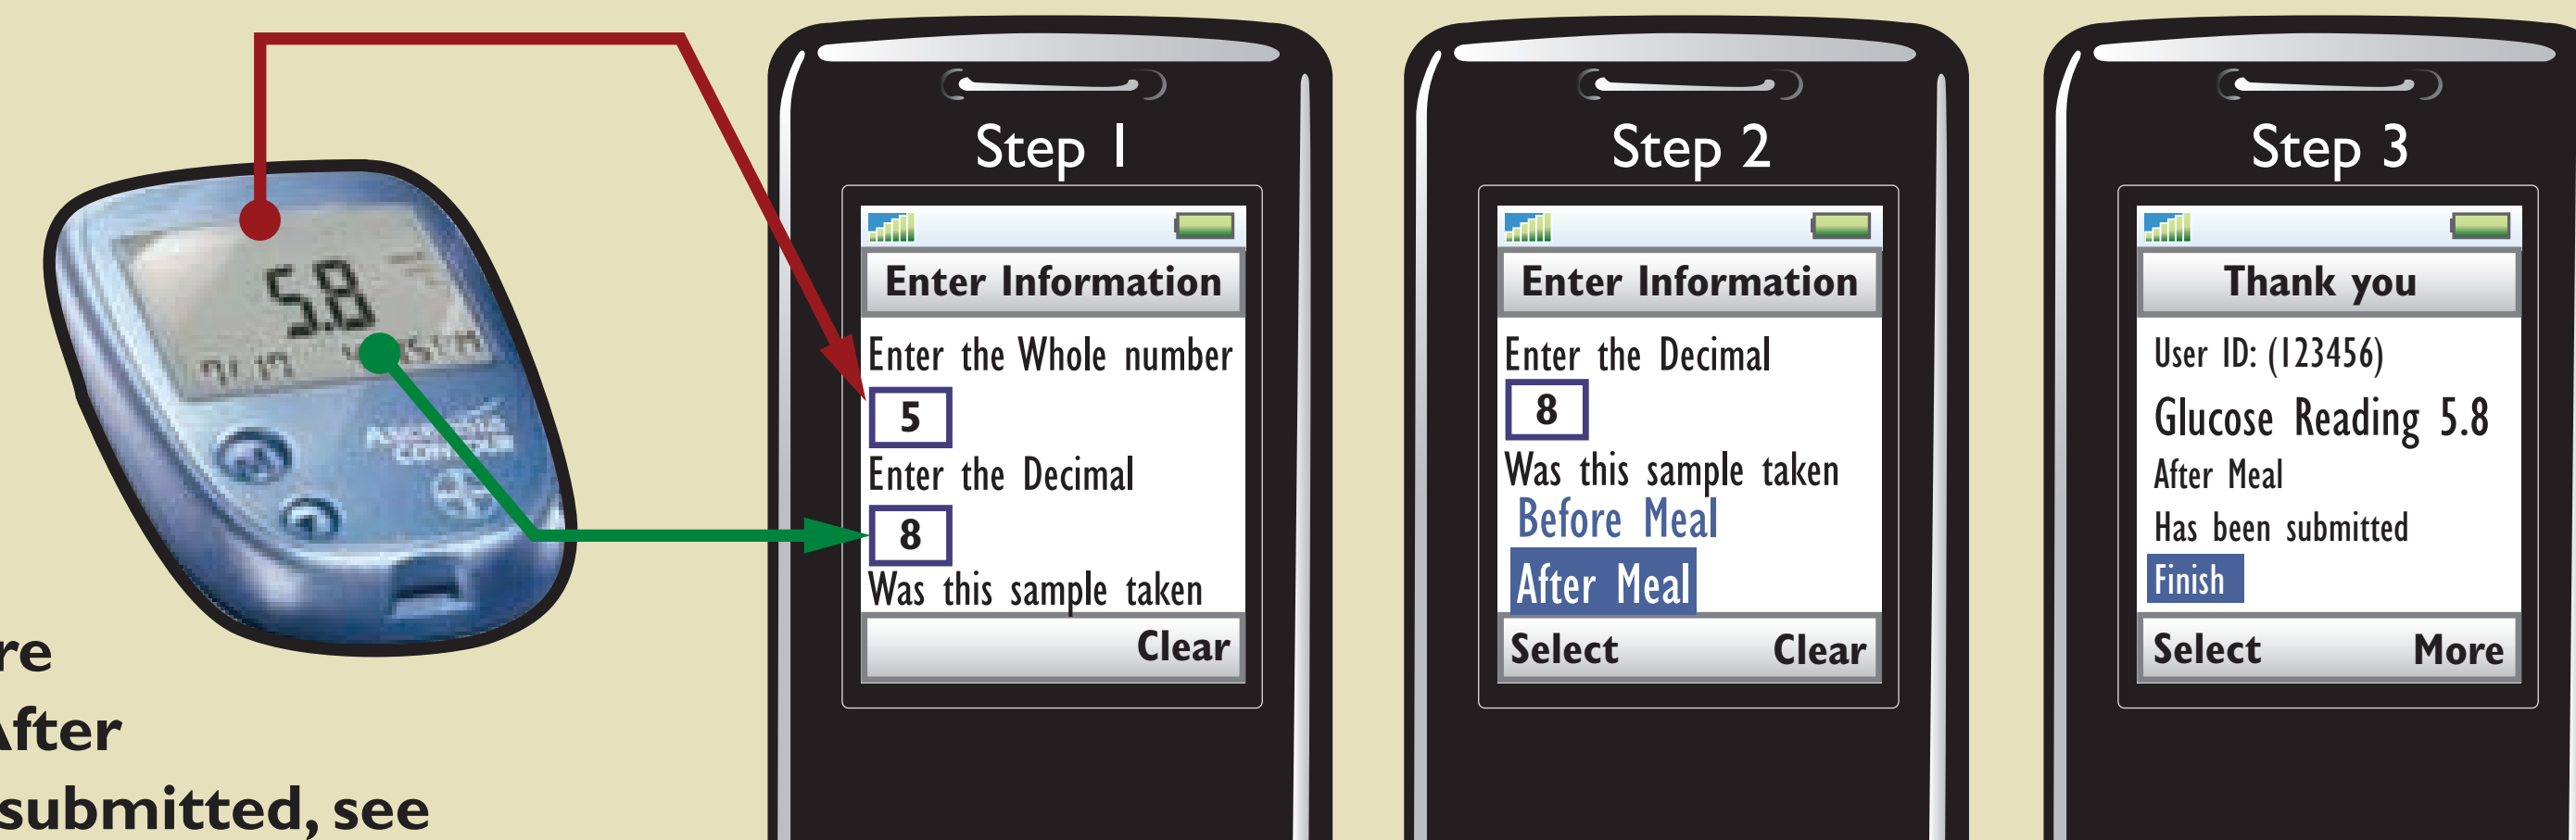 5.8
re
After
submitted, see
Step 1
Enter Information
Enter the Whole number
5
Enter the Decimal
8
Was this sample taken
Clear
Step 2
Enter Information
Enter the Decimal
8
Was this sample taken
Before Meal
After Meal
Select
Clear
Step 3
Thank you
User ID: (123456)
Glucose Reading 5.8
After Meal
Has been submitted
Finish
Select
More